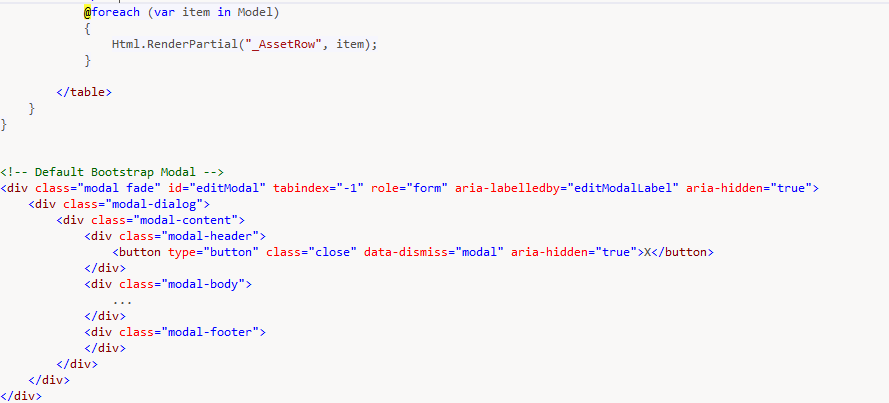 @foreach (var item in Model)
{
Html.RenderPartial("_AssetRow", item);
}
</table>
}
}
<!-- Default Bootstrap Modal -->
<div class="modal fade" id="editModal" tabindex="-1" role="form" aria-labelledby="editModalLabel" aria-hidden="true">
<div class="modal-dialog">
<div class="modal-content">
<div class="modal-header">
<button type="button" class="close" data-dismiss="modal" aria-hidden="true">X</button>
</div>
<div class="modal-body">
...
</div>
<div class="modal-footer">
</div>
</div>
</div>
</div>